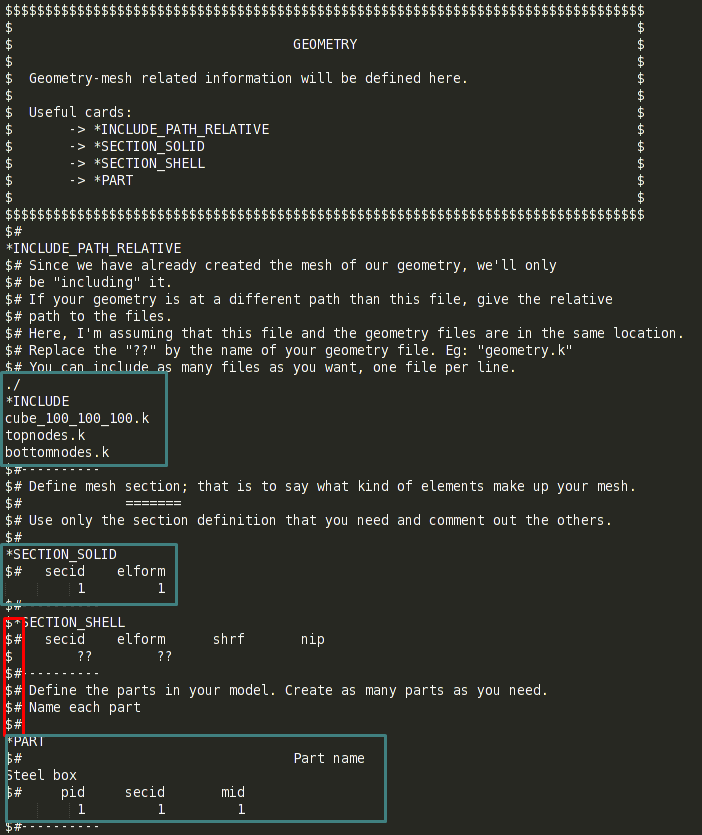 $$$$$$$$$$$$$$$$$$$$$$$$$$$$$$$$$$$$$$$$$$$$$$$$$$$$$$$$$$$$$$$$$$$$$$$$$$$$$$$$
$                                                                              $
$                                   GEOMETRY                                   $
$                                                                              $
$  Geometry-mesh related information will be defined here.                     $
$                                                                              $
$  Useful cards:                                                               $
$       -> *INCLUDE_PATH_RELATIVE                                              $
$       -> *SECTION_SOLID                                                      $
$       -> *SECTION_SHELL                                                      $
$       -> *PART                                                               $
$                                                                              $
$$$$$$$$$$$$$$$$$$$$$$$$$$$$$$$$$$$$$$$$$$$$$$$$$$$$$$$$$$$$$$$$$$$$$$$$$$$$$$$$
$#
*INCLUDE_PATH_RELATIVE
$# Since we have already created the mesh of our geometry, we'll only
$# be "including" it.
$# If your geometry is at a different path than this file, give the relative
$# path to the files.
$# Here, I'm assuming that this file and the geometry files are in the same location.
$# Replace the "??" by the name of your geometry file. Eg: "geometry.k"
$# You can include as many files as you want, one file per line.
./
*INCLUDE
cube_100_100_100.k
topnodes.k
bottomnodes.k
$#----------
$# Define mesh section; that is to say what kind of elements make up your mesh.
$#             =======
$# Use only the section definition that you need and comment out the others.
$#
*SECTION_SOLID
$#   secid    elform
         1         1
$#----------
$*SECTION_SHELL
$#   secid    elform      shrf       nip
$        ??        ??
$#----------
$# Define the parts in your model. Create as many parts as you need.
$# Name each part
$#
*PART
$#                                  Part name
Steel box
$#     pid     secid       mid
         1         1         1
$#----------